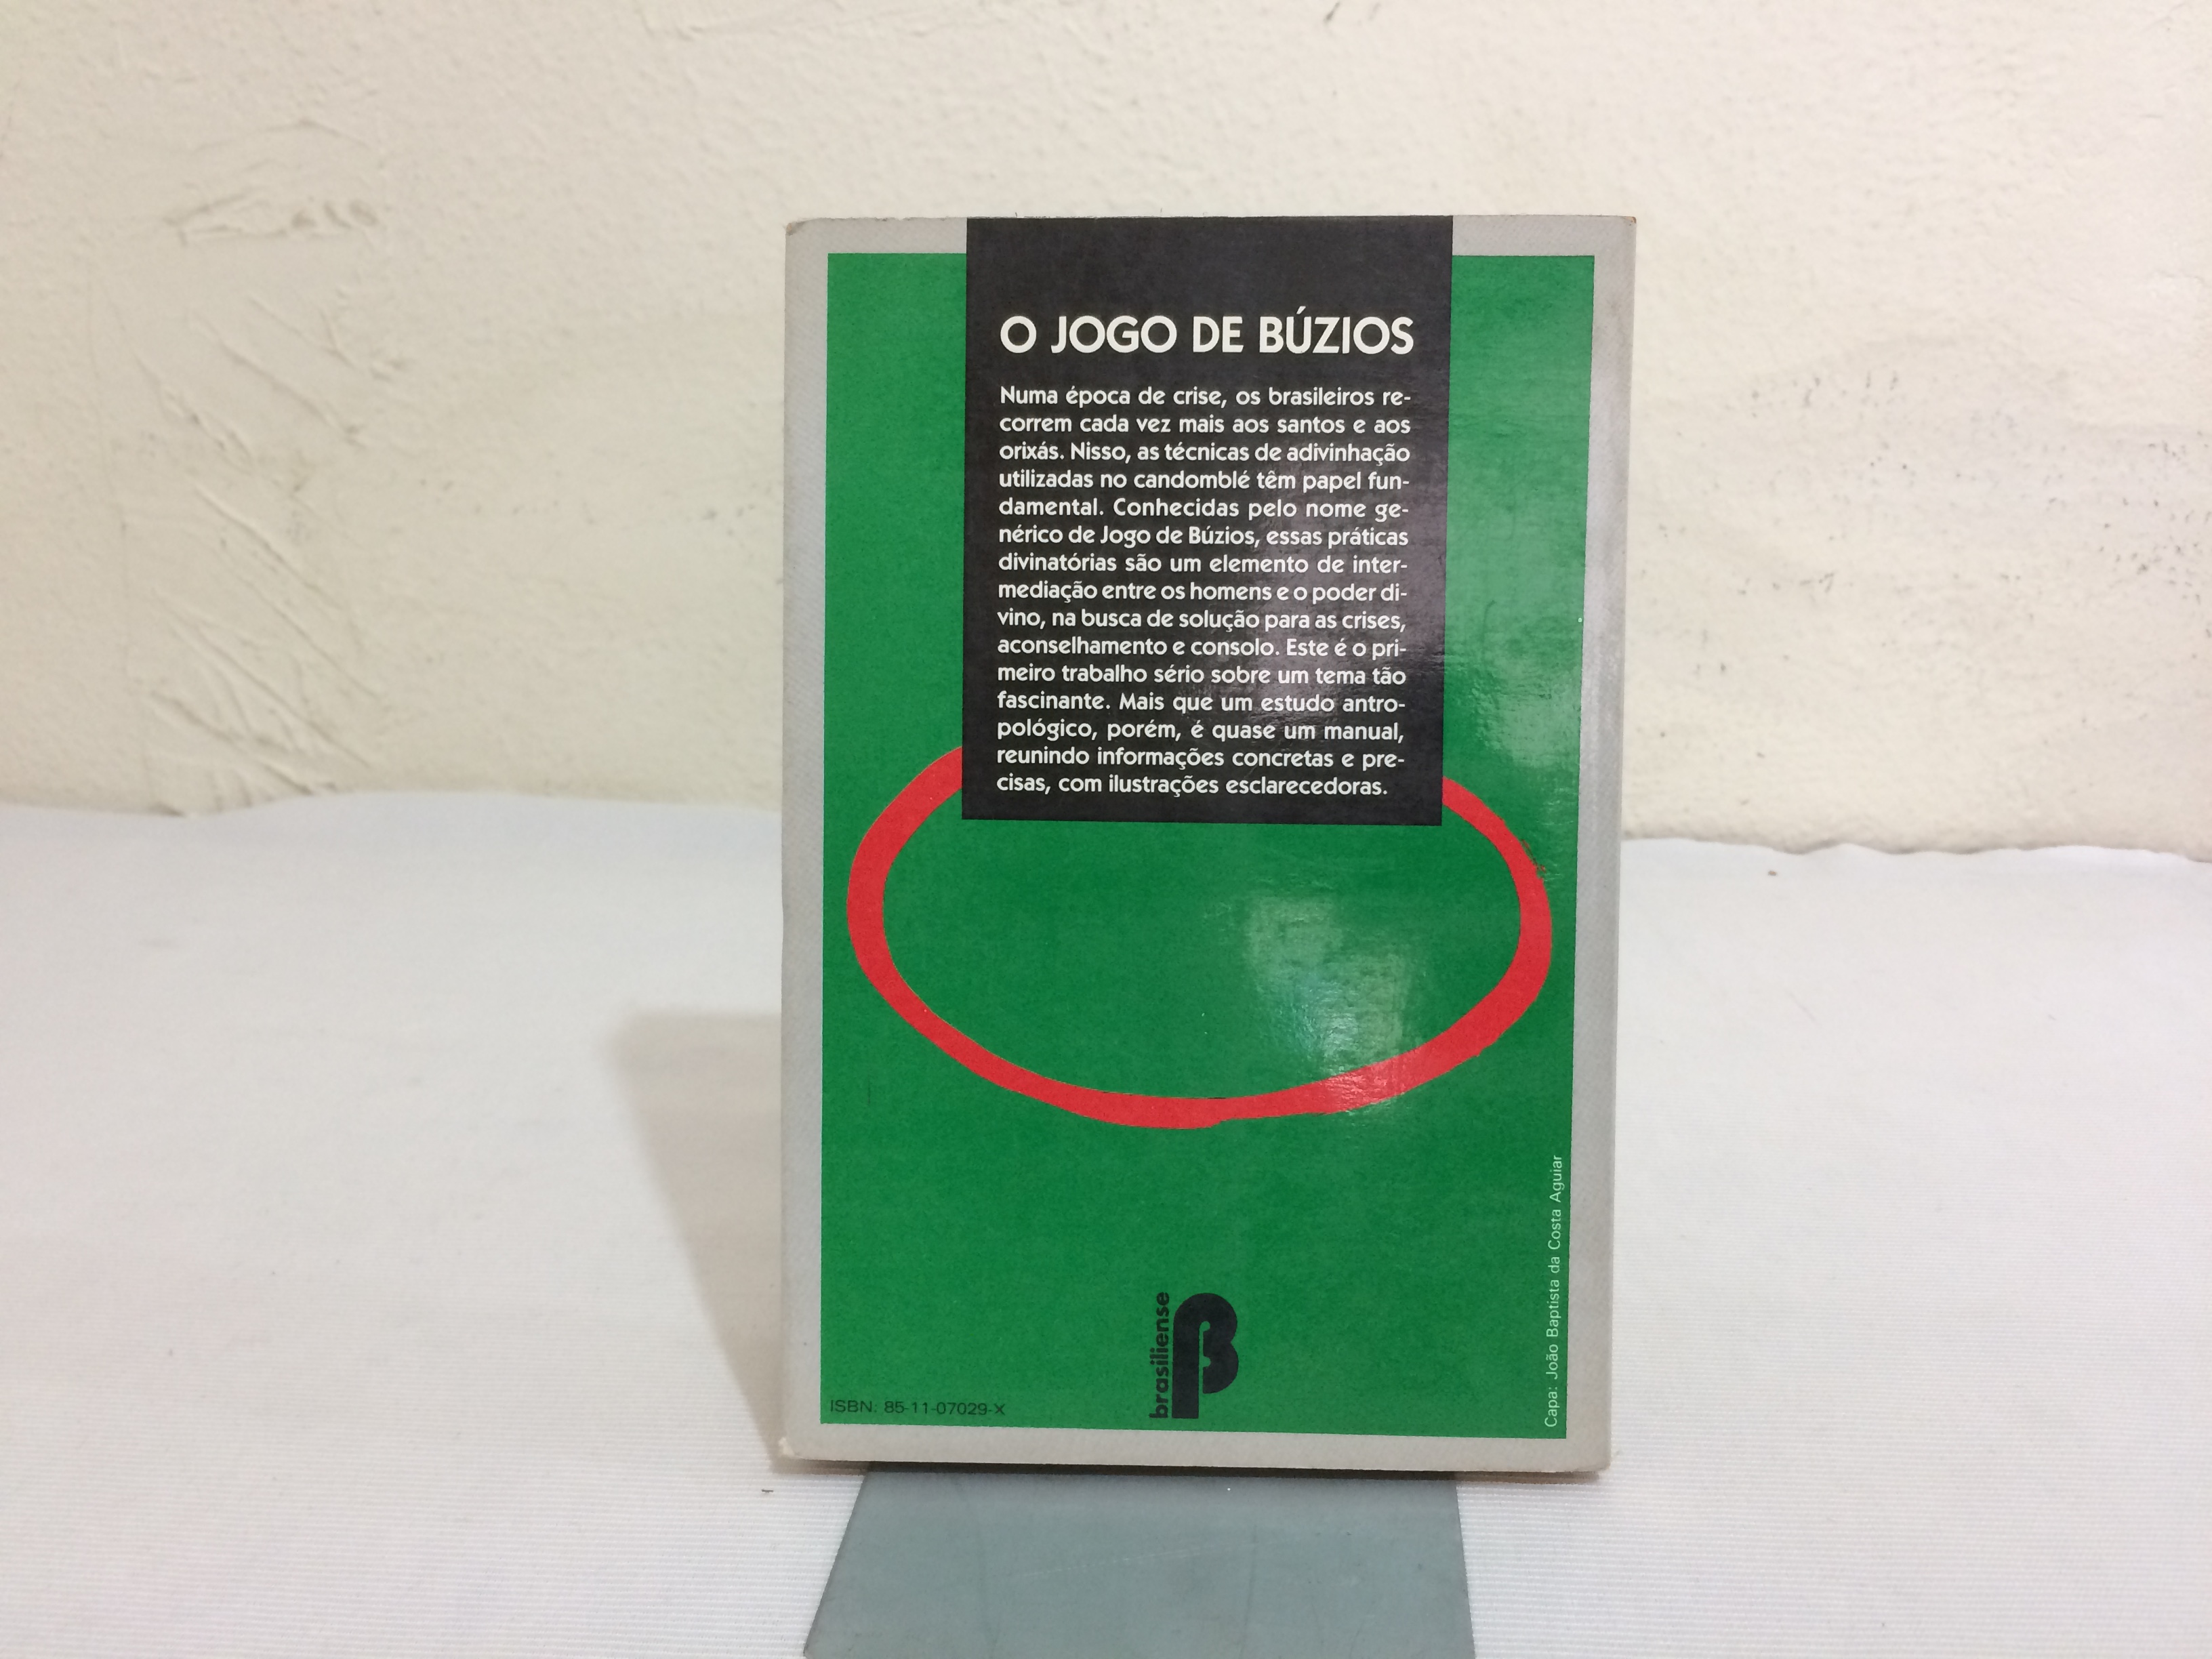 O JOGO DE BÚZIOS
Numa época de crise, os brasileiros re-
correm cada vez mais aos santos e aos
orixás. Nisso, as técnicas de adivinhação
utilizadas no candomblé têm papel fun-
damental. Conhecidas pelo nome ge-
nérico de Jogo de Búzios, essas práticas
divinatórias são um elemento de inter-
mediação entre os homens e o poder di-
vino, na busca de solução para as crises,
aconselhamento e consolo. Este é o pri-
meiro trabalho sério sobre um tema tão
fascinante. Mais que um estudo antro-
pológico, porém, é quase um manual,
reunindo informações concretas e pre-
cisas, com ilustrações esclarecedoras.
Capa: João Baptista da Costa Aguiar
brasiliense
ISBN: 85-11-07029-X